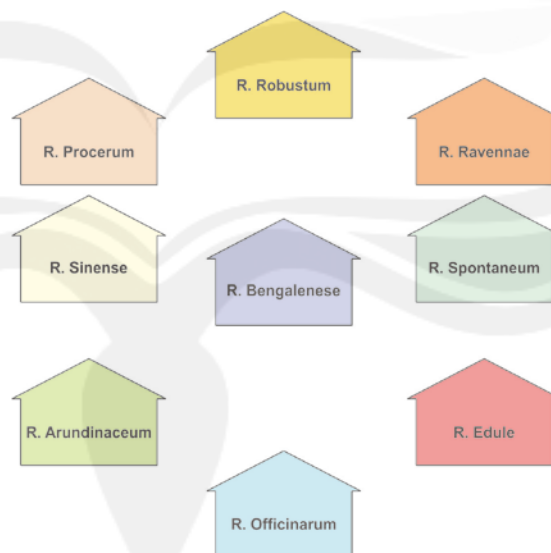 R. Robustum
R. Procerum
R. Ravennae
R. Sinense
R. Bengalenese
R. Spontaneum
R. Arundinaceum
R. Edule
R. Officinarum